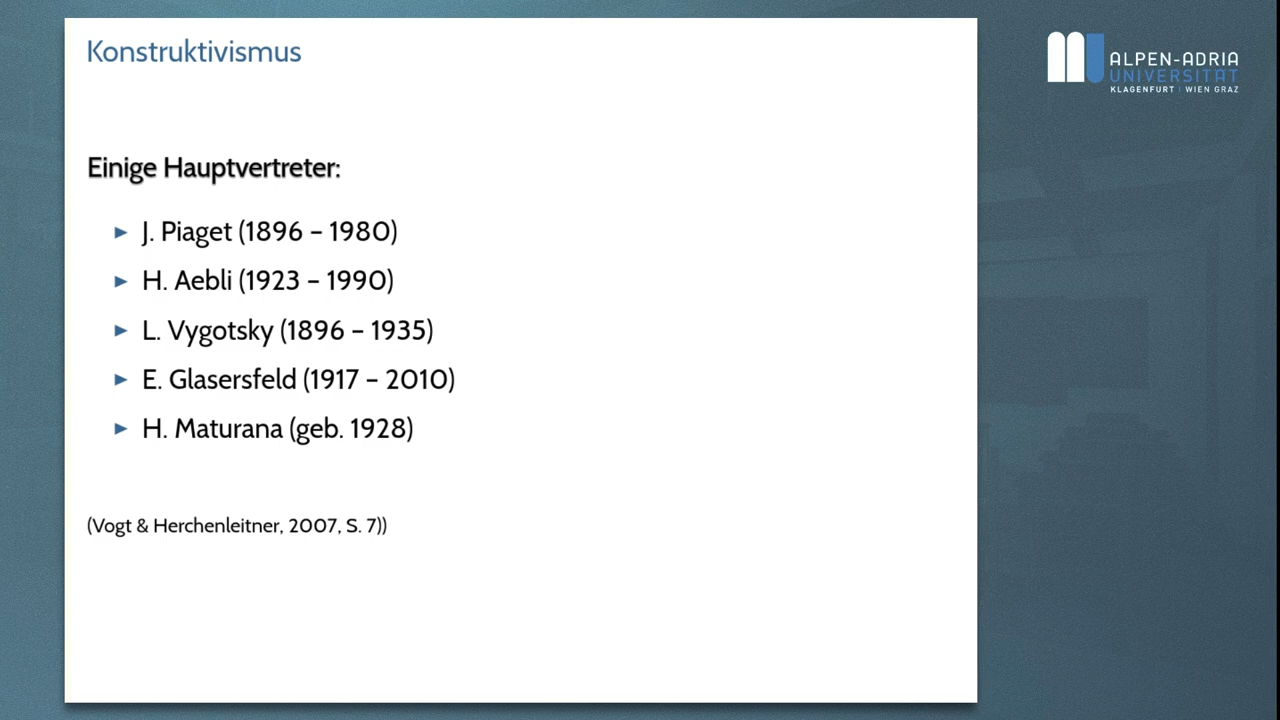 Konstruktivismus
ALPEN-ADRIA
UNIVERSITÄT
KLAGENFURT | WIEN GRAZ
Einige Hauptvertreter:
► J. Piaget (1896 – 1980)
► H. Aebli (1923 – 1990)
► L. Vygotsky (1896 – 1935)
► E. Glasersfeld (1917 – 2010)
► H. Maturana (geb. 1928)
(Vogt & Herchenleitner, 2007, S. 7))